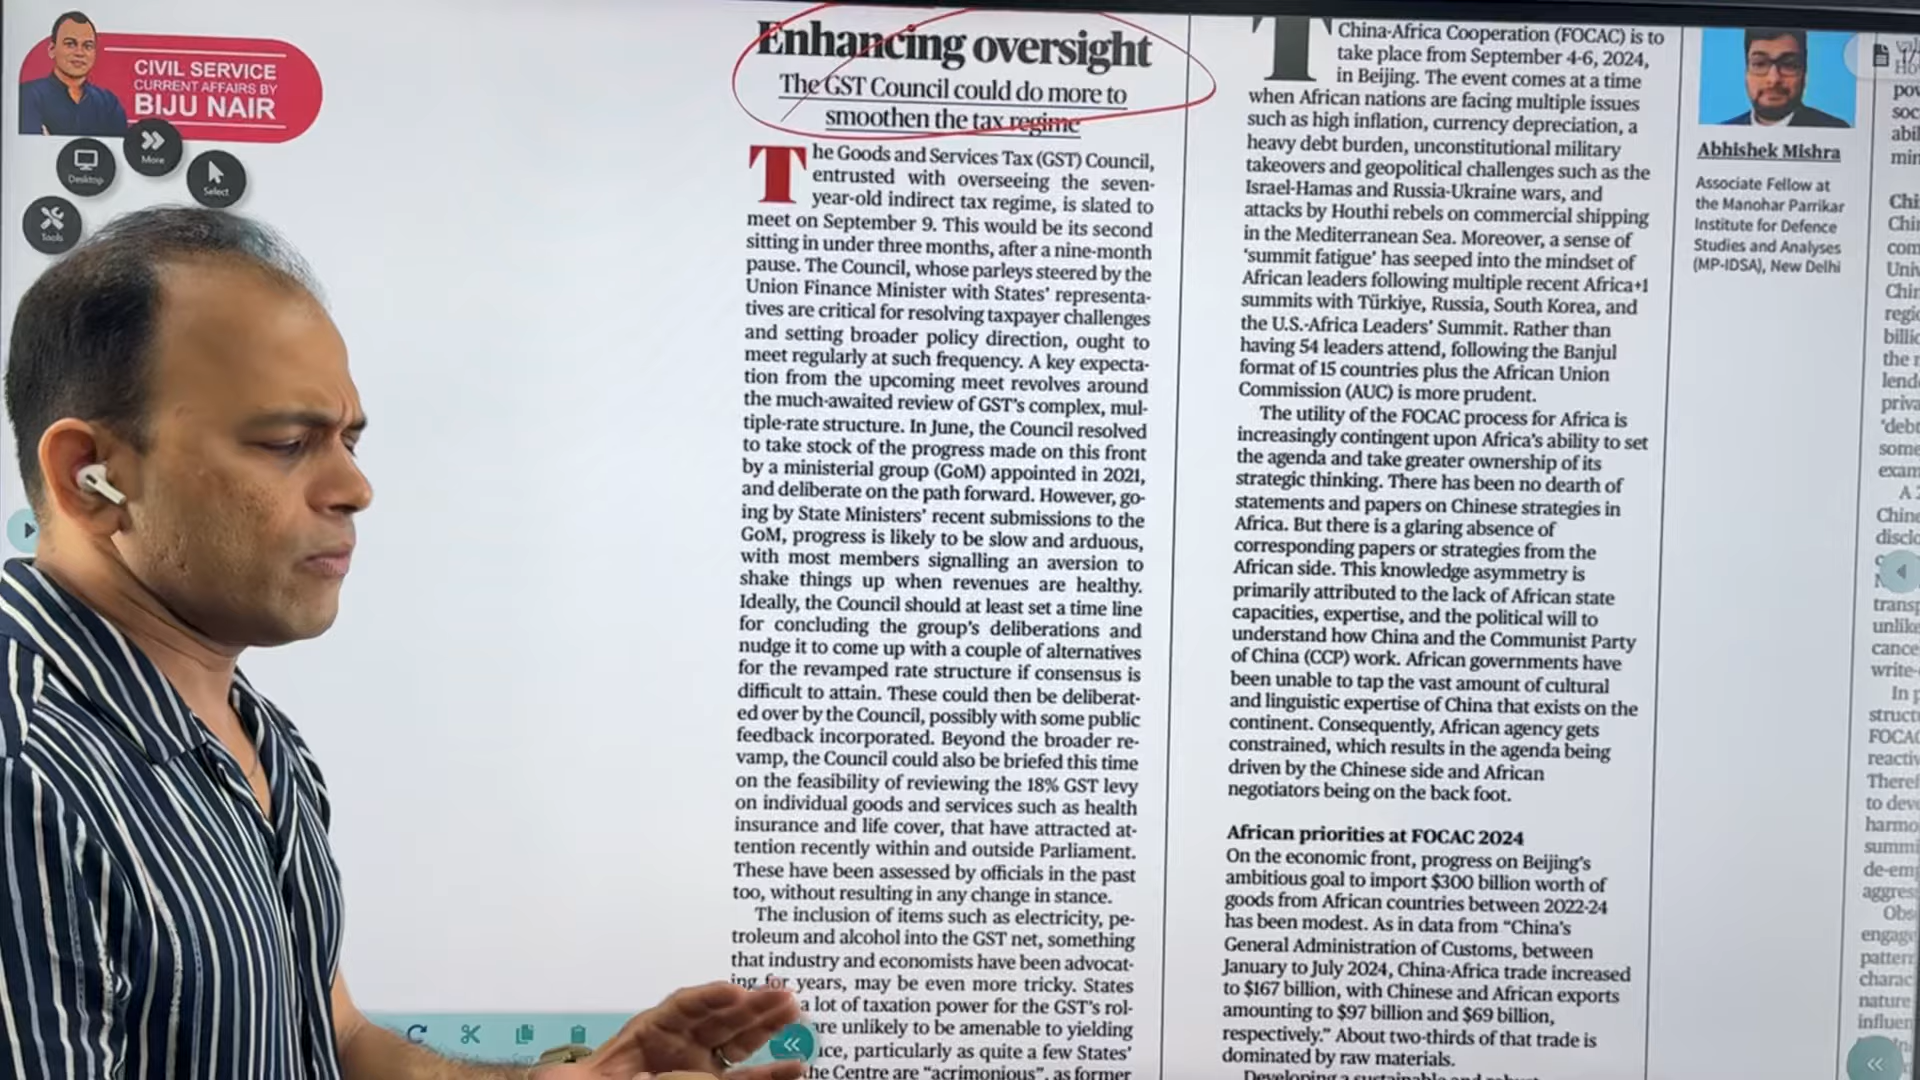 CIVIL SERVICE
CURRENT AFFAIRS BY
BIJU NAIR
More
Desktop
Select
Tools
Enhancing oversight
The GST Council could do more to
smoothen the tax regime
The Goods and Services Tax (GST) Council,
entrusted with overseeing the seven-
year-old indirect tax regime, is slated to
meet on September 9. This would be its second
sitting in under three months, after a nine-month
pause. The Council, whose parleys steered by the
Union Finance Minister with States’ representa-
tives are critical for resolving taxpayer challenges
and setting broader policy direction, ought to
meet regularly at such frequency. A key expecta-
tion from the upcoming meet revolves around
the much-awaited review of GST’s complex, mul-
tiple-rate structure. In June, the Council resolved
to take stock of the progress made on this front
by a ministerial group (GoM) appointed in 2021,
and deliberate on the path forward. However, go-
ing by State Ministers’ recent submissions to the
GoM, progress is likely to be slow and arduous,
with most members signalling an aversion to
shake things up when revenues are healthy.
Ideally, the Council should at least set a time line
for concluding the group’s deliberations and
nudge it to come up with a couple of alternatives
for the revamped rate structure if consensus is
difficult to attain. These could then be deliberat-
ed over by the Council, possibly with some public
feedback incorporated. Beyond the broader re-
vamp, the Council could also be briefed this time
on the feasibility of reviewing the 18% GST levy
on individual goods and services such as health
insurance and life cover, that have attracted at-
tention recently within and outside Parliament.
These have been assessed by officials in the past
too, without resulting in any change in stance.
The inclusion of items such as electricity, pe-
troleum and alcohol into the GST net, something
that industry and economists have been advocat-
ing for years, may be even more tricky. States
a lot of taxation power for the GST’s rol-
are unlikely to be amenable to yielding
particularly as quite a few States’
the Centre are “acrimonious”, as former
China-Africa Cooperation (FOCAC) is to
take place from September 4-6, 2024,
in Beijing. The event comes at a time
when African nations are facing multiple issues
such as high inflation, currency depreciation, a
heavy debt burden, unconstitutional military
takeovers and geopolitical challenges such as the
Israel-Hamas and Russia-Ukraine wars, and
attacks by Houthi rebels on commercial shipping
in the Mediterranean Sea. Moreover, a sense of
‘summit fatigue’ has seeped into the mindset of
African leaders following multiple recent Africa+1
summits with Türkiye, Russia, South Korea, and
the U.S.-Africa Leaders’ Summit. Rather than
having 54 leaders attend, following the Banjul
format of 15 countries plus the African Union
Commission (AUC) is more prudent.
The utility of the FOCAC process for Africa is
increasingly contingent upon Africa’s ability to set
the agenda and take greater ownership of its
strategic thinking. There has been no dearth of
statements and papers on Chinese strategies in
Africa. But there is a glaring absence of
corresponding papers or strategies from the
African side. This knowledge asymmetry is
primarily attributed to the lack of African state
capacities, expertise, and the political will to
understand how China and the Communist Party
of China (CCP) work. African governments have
been unable to tap the vast amount of cultural
and linguistic expertise of China that exists on the
continent. Consequently, African agency gets
constrained, which results in the agenda being
driven by the Chinese side and African
negotiators being on the back foot.
African priorities at FOCAC 2024
On the economic front, progress on Beijing’s
ambitious goal to import $300 billion worth of
goods from African countries between 2022-24
has been modest. As in data from “China’s
General Administration of Customs, between
January to July 2024, China-Africa trade increased
to $167 billion, with Chinese and African exports
amounting to $97 billion and $69 billion,
respectively.” About two-thirds of that trade is
dominated by raw materials.
Abhishek Mishra
Associate Fellow at
the Manohar Parrikar
Institute for Defence
Studies and Analyses
(MP-IDSA), New Delhi